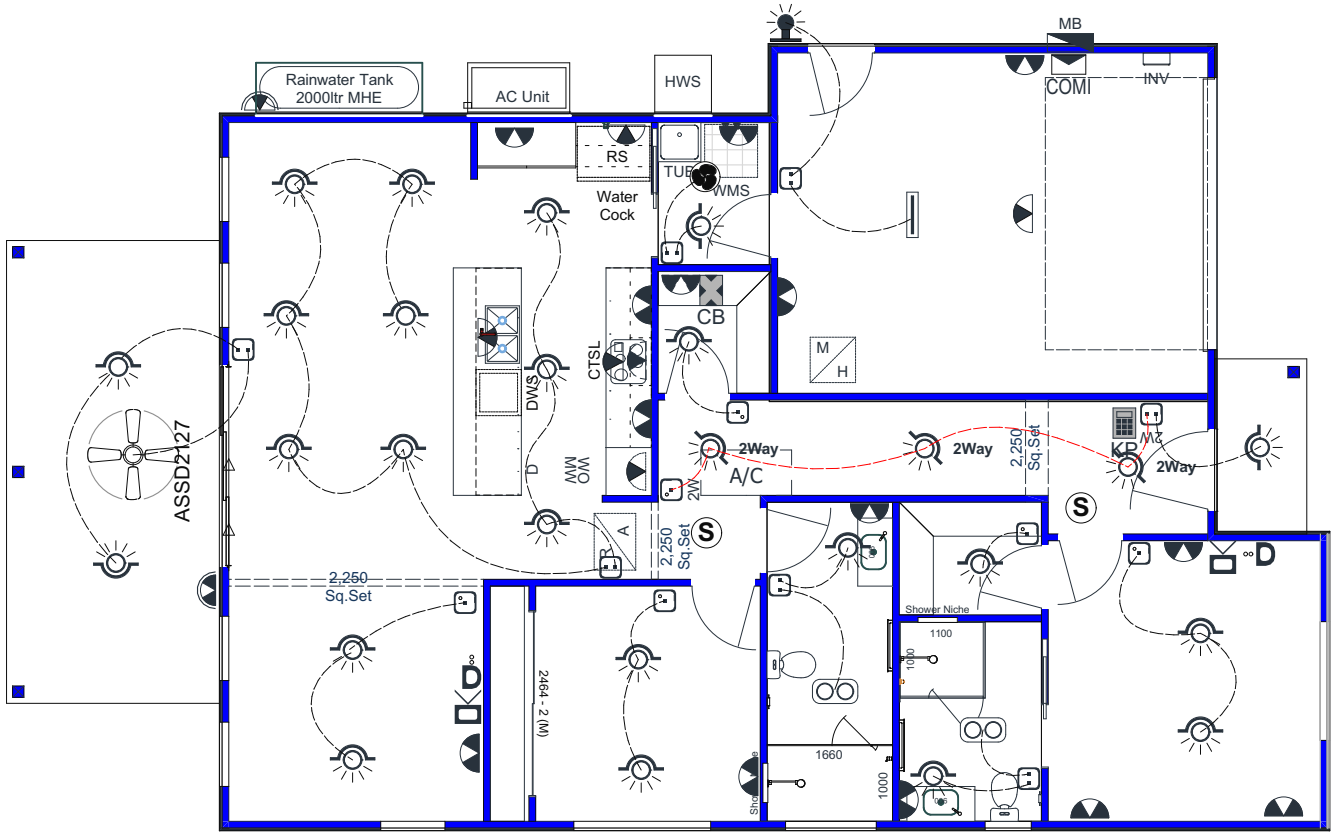 MB
Rainwater Tank
2000ltr MHE
AC Unit
HWS
COMI
INV
RS
TUB
WMS
Water
Cock
CB
CTSL
DWS
M
H
ASSD2127
2,250
Sq.Set
KP
2W
2Way
2Way
2Way
A/C
2W
D
WO
MW
A
R
S
S
2,250
Sq.Set
2,250
Sq.Set
D
Shower Niche
1100
1000
D
2464 - 2 (M)
1660
1000